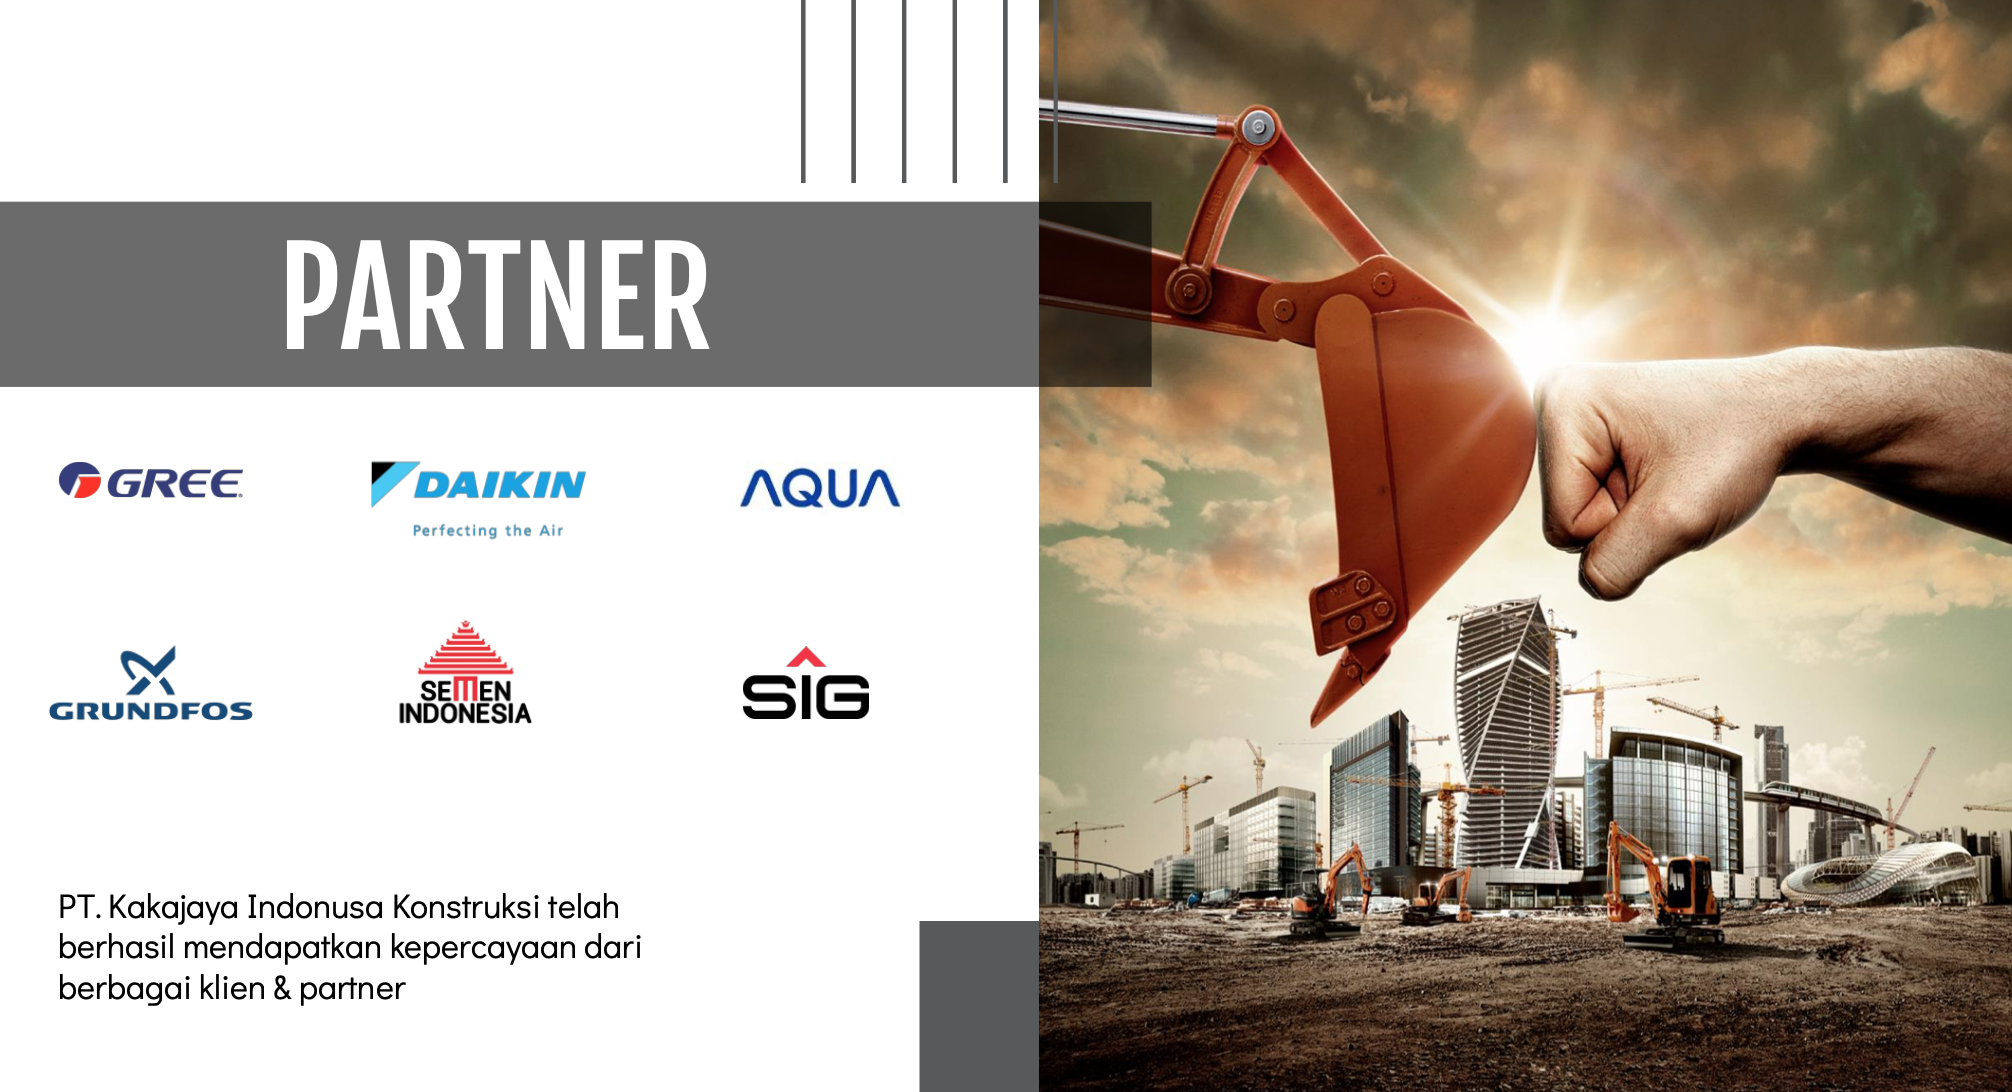 PARTNER
GREE
DAIKIN
Perfecting the Air
AQUA
GRUNDFOS
SEMEN
INDONESIA
SIG
PT. Kakajaya Indonusa Konstruksi telah
berhasil mendapatkan kepercayaan dari
berbagai klien & partner